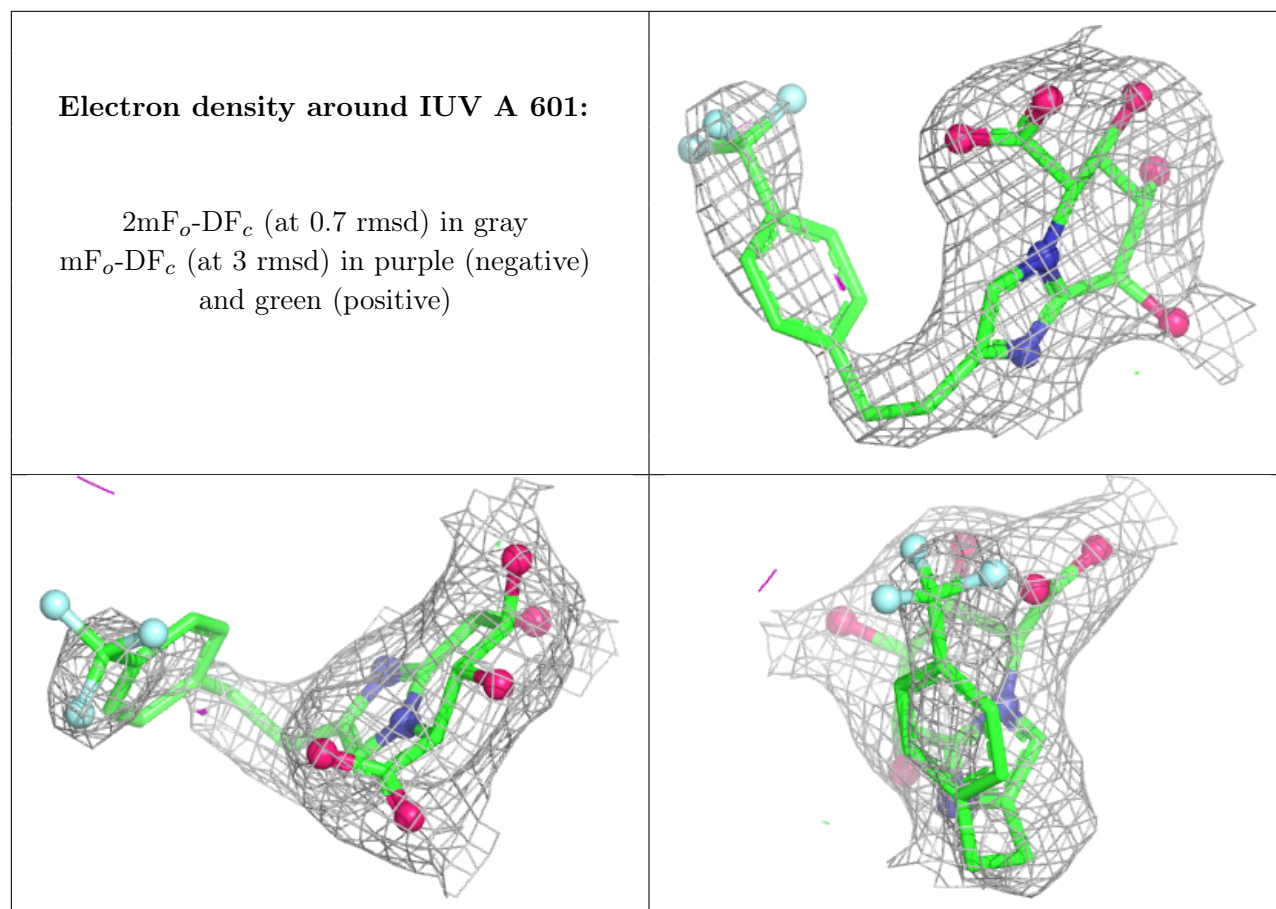 Electron density around IUV A 601:
2mFo-DFc (at 0.7 rmsd) in gray
mFo-DFc (at 3 rmsd) in purple (negative)
and green (positive)